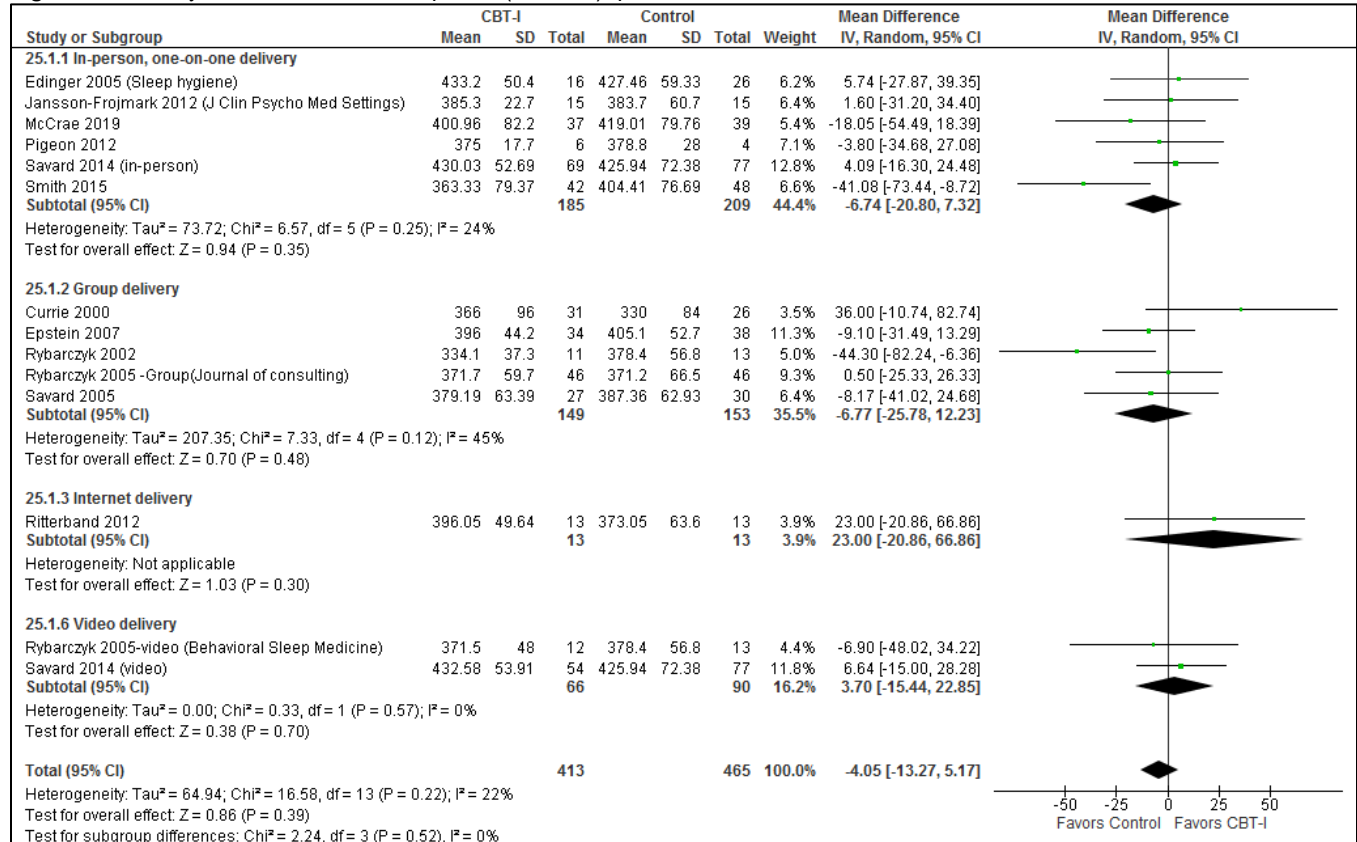 CBT-I Control Mean Difference Mean Difference
Study or Subgroup Mean SD Total Mean SD Total Weight IV, Random, 95% CI IV, Random, 95% CI
25.1.1 In-person, one-on-one delivery
Edinger 2005 (Sleep hygiene) 433.2 50.4 16 427.46 59.33 26 6.2% 5.74 [-27.87, 39.35]
Jansson-Frojmark 2012 (J Clin Psycho Med Settings) 385.3 22.7 15 383.7 60.7 15 6.4% 1.60 [-31.20, 34.40]
McCrae 2019 400.96 82.2 37 419.01 79.76 39 5.4% -18.05 [-54.49, 18.39]
Pigeon 2012 375 17.7 6 378.8 28 4 7.1% -3.80 [-34.68, 27.08]
Savard 2014 (in-person) 430.03 52.69 69 425.94 72.38 77 12.8% 4.09 [-16.30, 24.48]
Smith 2015 363.33 79.37 42 404.41 76.69 48 6.6% -41.08 [-73.44, -8.72]
Subtotal (95% CI) 185 209 44.4% -6.74 [-20.80, 7.32]
Heterogeneity: Tau² = 73.72; Chi² = 6.57, df = 5 (P = 0.25); I² = 24%
Test for overall effect: Z = 0.94 (P = 0.35)
25.1.2 Group delivery
Currie 2000 366 96 31 330 84 26 3.5% 36.00 [-10.74, 82.74]
Epstein 2007 396 44.2 34 405.1 52.7 38 11.3% -9.10 [-31.49, 13.29]
Rybarczyk 2002 334.1 37.3 11 378.4 56.8 13 5.0% -44.30 [-82.24, -6.36]
Rybarczyk 2005 -Group(Journal of consulting) 371.7 59.7 46 371.2 66.5 46 9.3% 0.50 [-25.33, 26.33]
Savard 2005 379.19 63.39 27 387.36 62.93 30 6.4% -8.17 [-41.02, 24.68]
Subtotal (95% CI) 149 153 35.5% -6.77 [-25.78, 12.23]
Heterogeneity: Tau² = 207.35; Chi² = 7.33, df = 4 (P = 0.12); I² = 45%
Test for overall effect: Z = 0.70 (P = 0.48)
25.1.3 Internet delivery
Ritterband 2012 396.05 49.64 13 373.05 63.6 13 3.9% 23.00 [-20.86, 66.86]
Subtotal (95% CI) 13 13 3.9% 23.00 [-20.86, 66.86]
Heterogeneity: Not applicable
Test for overall effect: Z = 1.03 (P = 0.30)
25.1.6 Video delivery
Rybarczyk 2005-video (Behavioral Sleep Medicine) 371.5 48 12 378.4 56.8 13 4.4% -6.90 [-48.02, 34.22]
Savard 2014 (video) 432.58 53.91 54 425.94 72.38 77 11.8% 6.64 [-15.00, 28.28]
Subtotal (95% CI) 66 90 16.2% 3.70 [-15.44, 22.85]
Heterogeneity: Tau² = 0.00; Chi² = 0.33, df = 1 (P = 0.57); I² = 0%
Test for overall effect: Z = 0.38 (P = 0.70)
Total (95% CI) 413 465 100.0% -4.05 [-13.27, 5.17]
Heterogeneity: Tau² = 64.94; Chi² = 16.58, df = 13 (P = 0.22); I² = 22%
Test for overall effect: Z = 0.86 (P = 0.39)
Test for subgroup differences: Chi² = 2.24, df = 3 (P = 0.52), I² = 0%
-50 -25 0 25 50
Favors Control Favors CBT-I